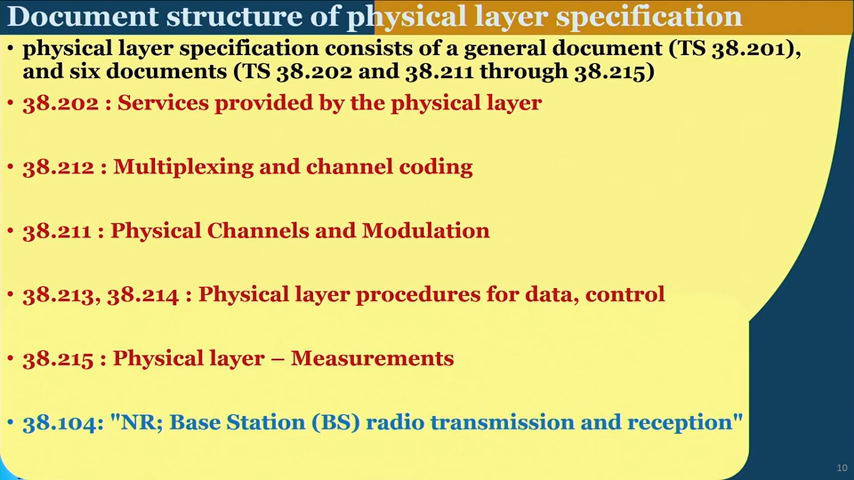 Document structure of physical layer specification
• physical layer specification consists of a general document (TS 38.201),
and six documents (TS 38.202 and 38.211 through 38.215)
• 38.202 : Services provided by the physical layer
• 38.212 : Multiplexing and channel coding
• 38.211 : Physical Channels and Modulation
• 38.213, 38.214 : Physical layer procedures for data, control
• 38.215 : Physical layer – Measurements
• 38.104: "NR; Base Station (BS) radio transmission and reception"
10